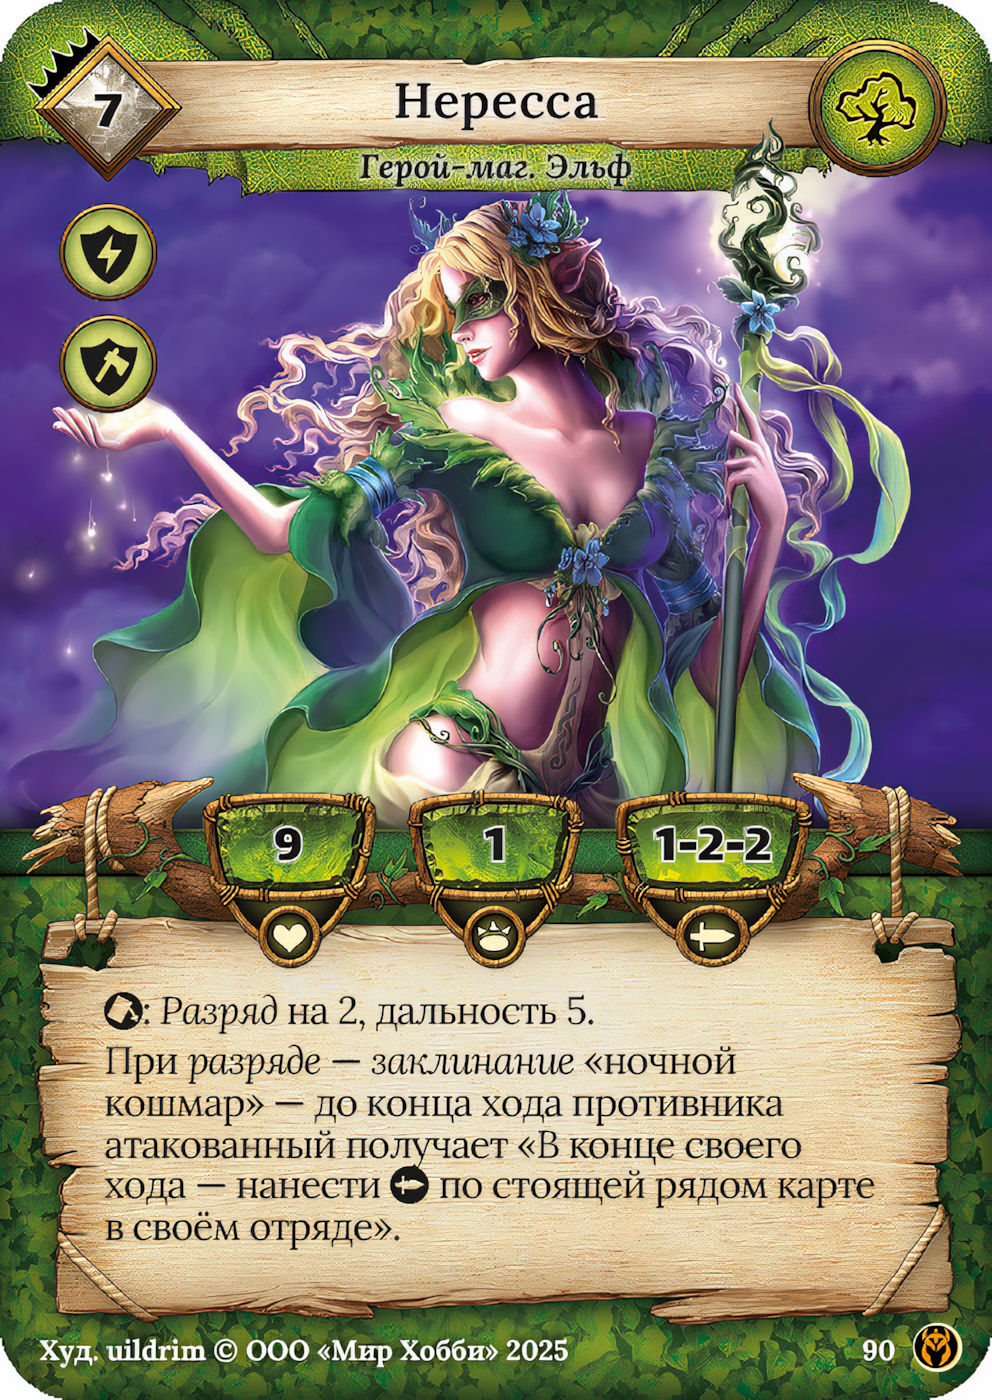 7
Нересса
Герой-маг. Эльф
9
1
1-2-2
: Разряд на 2, дальность 5.
При разряде — заклинание «ночной
кошмар» — до конца хода противника
атакованный получает «В конце своего
хода — нанести по стоящей рядом карте
в своём отряде».
Худ. uildrim © ООО «Мир Хобби» 2025
90